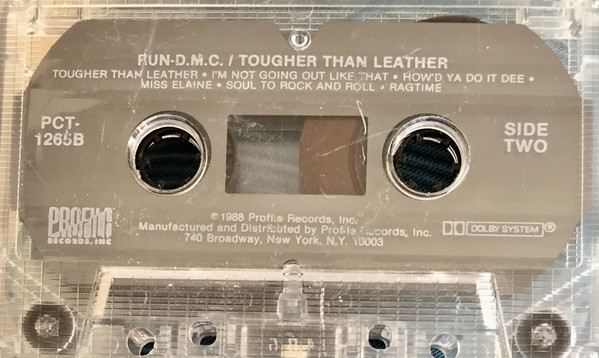 RUN-D.M.C. / TOUGHER THAN LEATHER
TOUGHER THAN LEATHER • I'M NOT GOING OUT LIKE THAT • HOW'D YA DO IT DEE •
MISS ELAINE • SOUL TO ROCK AND ROLL • RAGTIME
PCT-
1265B
SIDE
TWO
PROFILE
RECORDS, INC
©1988 Profile Records, Inc.
Manufactured and Distributed by Profile Records, Inc.
740 Broadway, New York, N.Y. 10003
DOLBY SYSTEM®